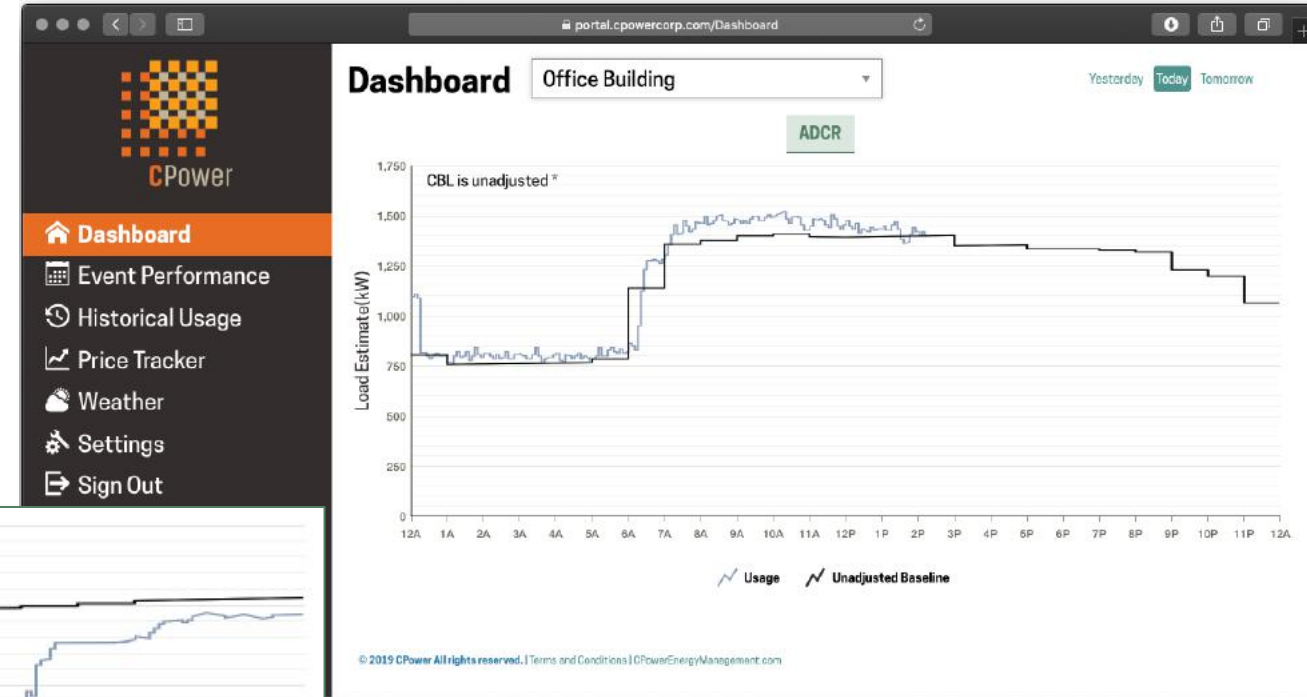 portal.cpowercorp.com/Dashboard
CPower
Dashboard
Event Performance
Historical Usage
Price Tracker
Weather
Settings
Sign Out
Dashboard
Office Building
Yesterday Today Tomorrow
ADCR
CBL is unadjusted *
Load Estimate(kW)
1,750
1,500
1,250
1,000
750
500
250
0
12A 1A 2A 3A 4A 5A 6A 7A 8A 9A 10A 11A 12P 1P 2P 3P 4P 5P 6P 7P 8P 9P 10P 11P 12A
Usage Unadjusted Baseline
© 2019 CPower All rights reserved. | Terms and Conditions | CPowerEnergyManagement.com